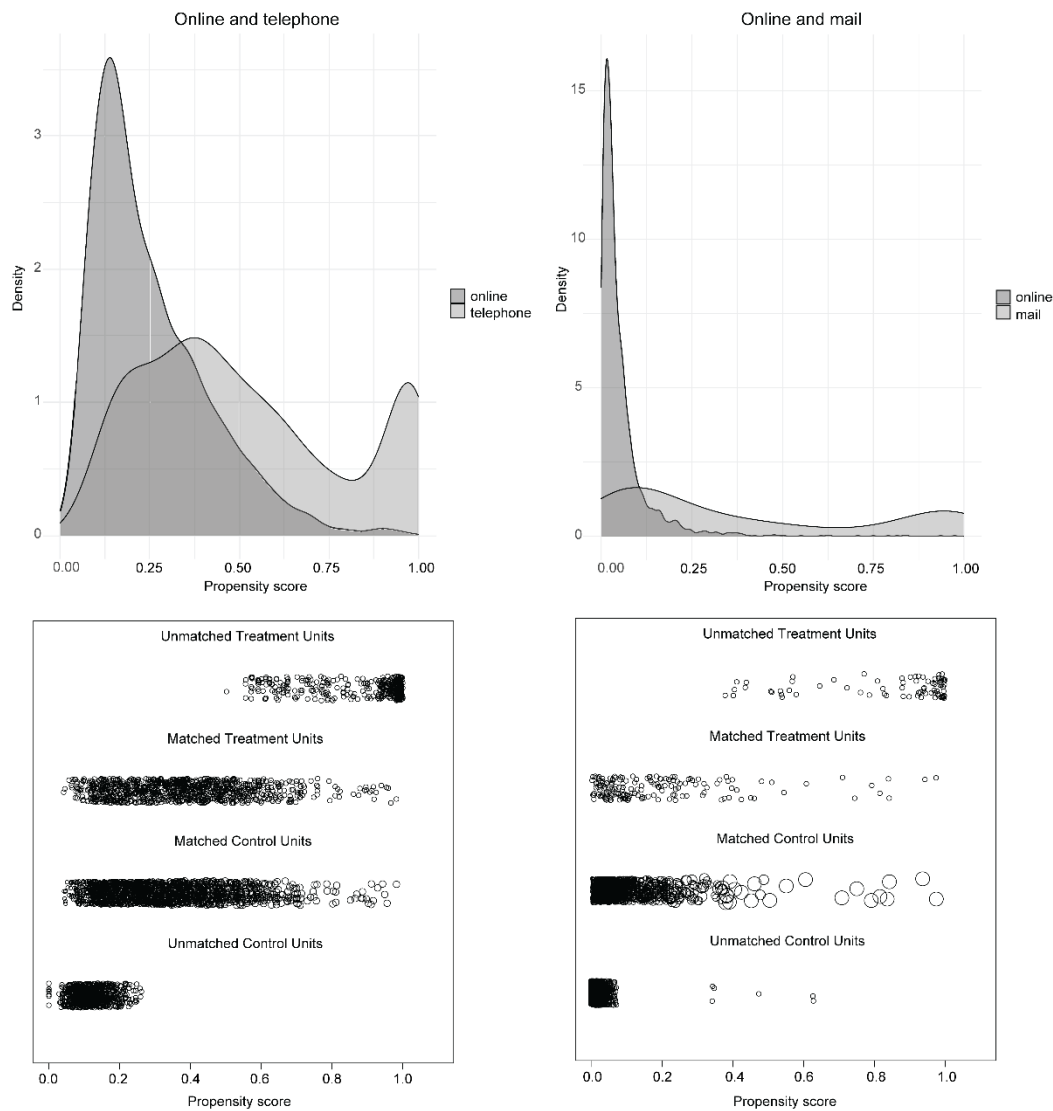 Online and telephone
3
2
1
0
Density
0.00 0.25 0.50 0.75 1.00
Propensity score
online
telephone
Online and mail
15
10
5
0
Density
0.00 0.25 0.50 0.75 1.00
Propensity score
online
mail
Unmatched Treatment Units
Matched Treatment Units
Matched Control Units
Unmatched Control Units
0.0 0.2 0.4 0.6 0.8 1.0
Propensity score
Unmatched Treatment Units
Matched Treatment Units
Matched Control Units
Unmatched Control Units
0.0 0.2 0.4 0.6 0.8 1.0
Propensity score